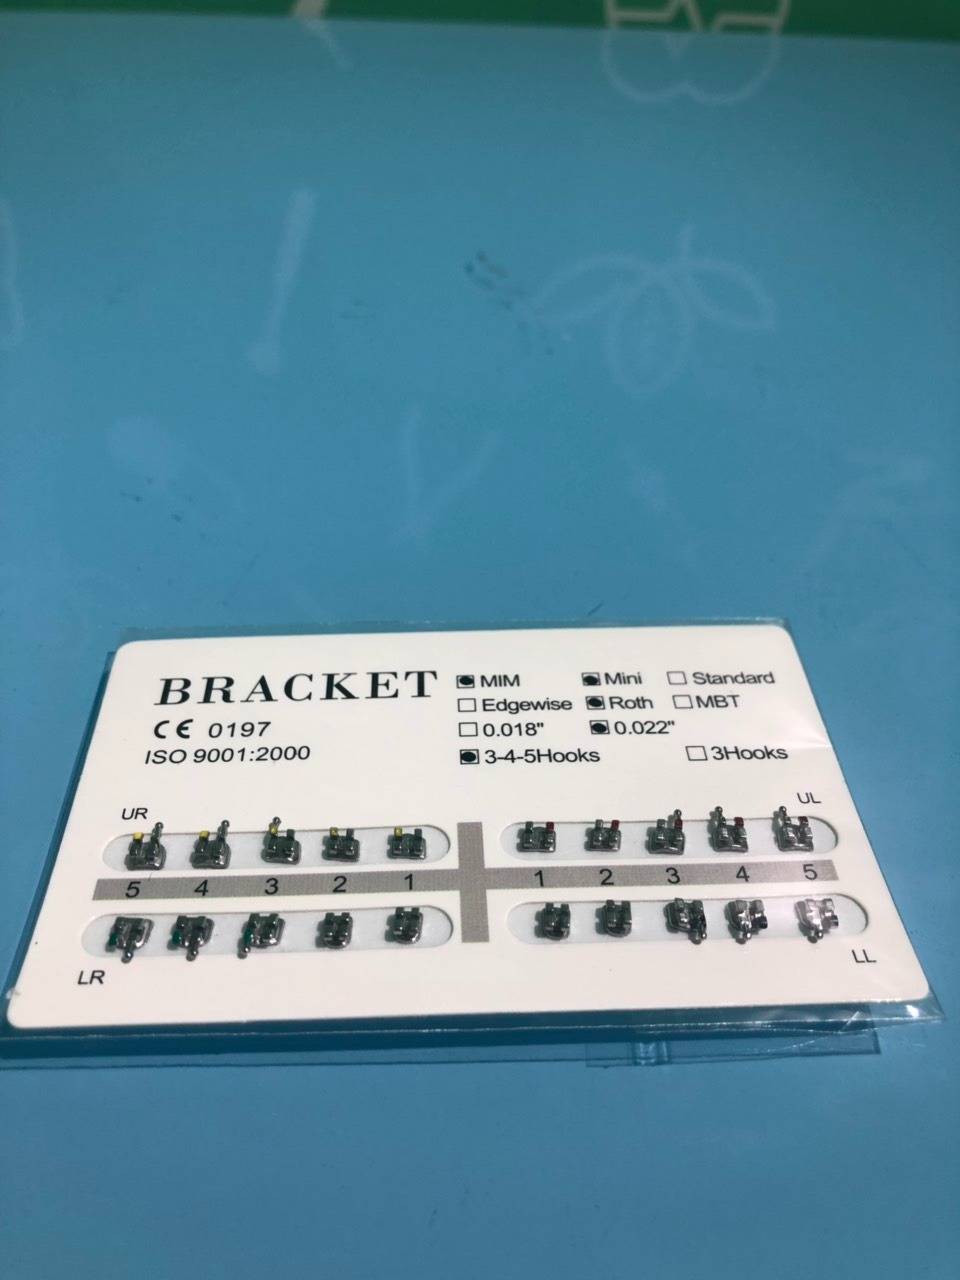 BRACKET
CE 0197
ISO 9001:2000
MIM Mini Standard
Edgewise Roth MBT
0.018" 0.022"
3-4-5Hooks 3Hooks
UR UL
5 4 3 2 1 1 2 3 4 5
LR LL